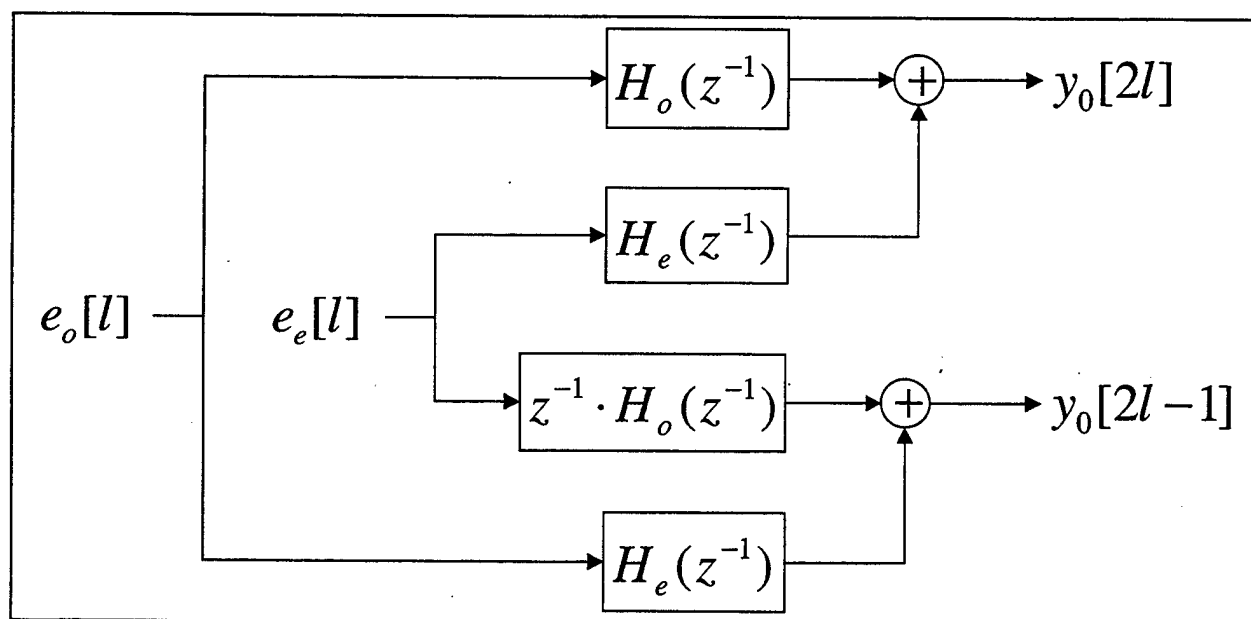 H_o(z^{-1})
+
y_0[2l]
H_e(z^{-1})
e_o[l]
e_e[l]
z^{-1} · H_o(z^{-1})
+
y_0[2l-1]
H_e(z^{-1})